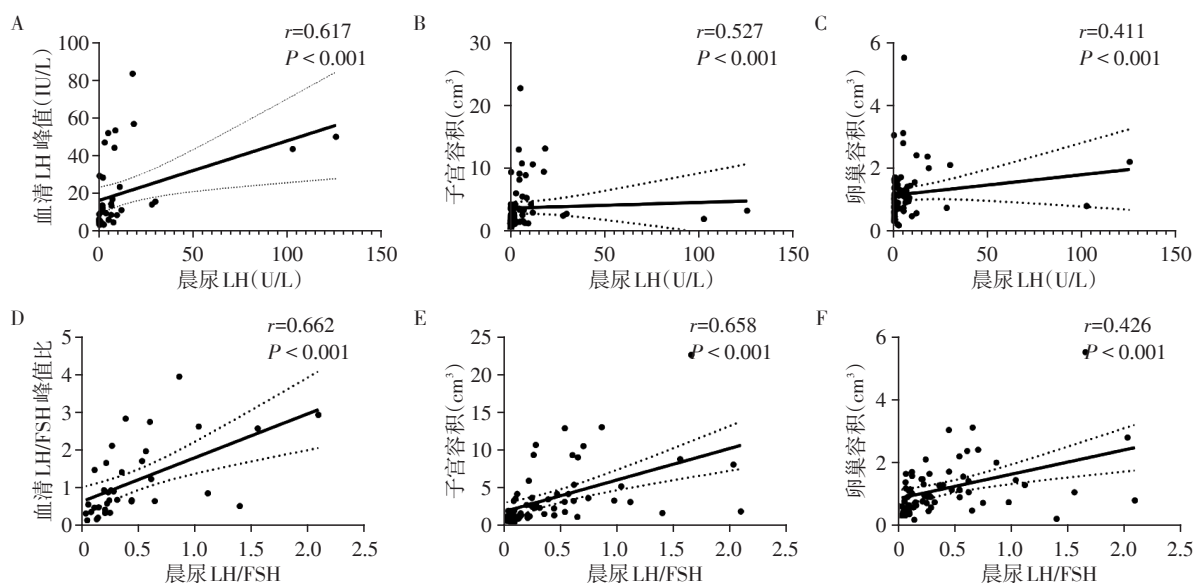 A
r=0.617
P < 0.001
血清 LH 峰值(IU/L)
100
80
60
40
20
0
0
50
100
150
晨尿 LH(U/L)
B
r=0.527
P < 0.001
子宫容积(cm³)
30
20
10
0
0
50
100
150
晨尿 LH(U/L)
C
r=0.411
P < 0.001
卵巢容积(cm³)
6
4
2
0
0
50
100
150
晨尿 LH(U/L)
D
r=0.662
P < 0.001
血清 LH/FSH 峰值比
5
4
3
2
1
0
0
0.5
1.0
1.5
2.0
2.5
晨尿 LH/FSH
E
r=0.658
P < 0.001
子宫容积(cm³)
25
20
15
10
5
0
0
0.5
1.0
1.5
2.0
2.5
晨尿 LH/FSH
F
r=0.426
P < 0.001
卵巢容积(cm³)
6
4
2
0
0
0.5
1.0
1.5
2.0
2.5
晨尿 LH/FSH